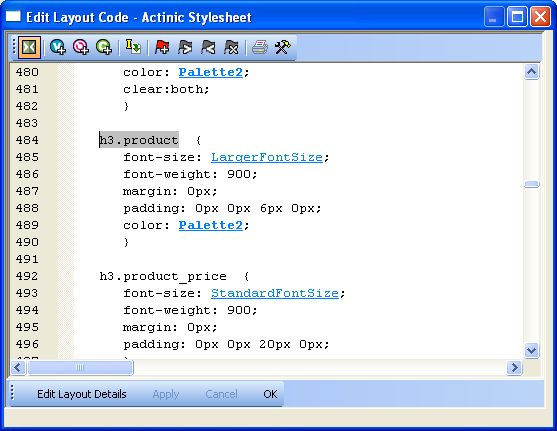 Edit Layout Code - Actinic Stylesheet
480 color: Palette2;
481 clear:both;
482 }
483
484 h3.product {
485 font-size: LargerFontSize;
486 font-weight: 900;
487 margin: 0px;
488 padding: 0px 0px 6px 0px;
489 color: Palette2;
490 }
491
492 h3.product_price {
493 font-size: StandardFontSize;
494 font-weight: 900;
495 margin: 0px;
496 padding: 0px 0px 20px 0px;
Edit Layout Details Apply Cancel OK